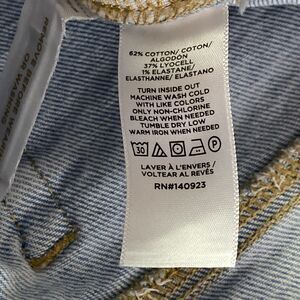 62% COTTON/ COTON/
ALGODÓN
37% LYOCELL
1% ELASTANE/
ELASTHANNE/ ELASTANO
TURN INSIDE OUT
MACHINE WASH COLD
WITH LIKE COLORS
ONLY NON-CHLORINE
BLEACH WHEN NEEDED
TUMBLE DRY LOW
WARM IRON WHEN NEEDED
LAVER À L'ENVERS /
VOLTEAR AL REVÉS
RN#140923